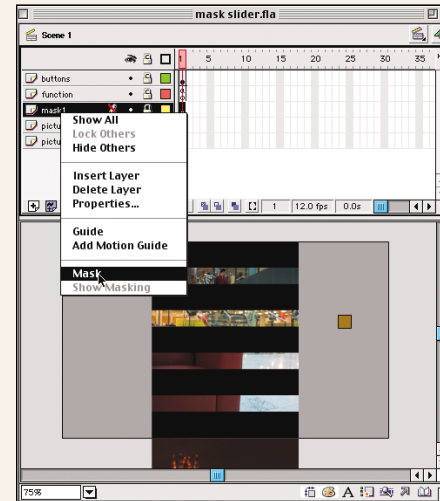 mask slider.fla
Scene 1
1 5 10 15 20 25 30 35
buttons
function
mask1
pictu
pictu
Show All
Lock Others
Hide Others
Insert Layer
Delete Layer
Properties...
Guide
Add Motion Guide
Mask
Show Masking
1 12.0 fps 0.0s
75%
A